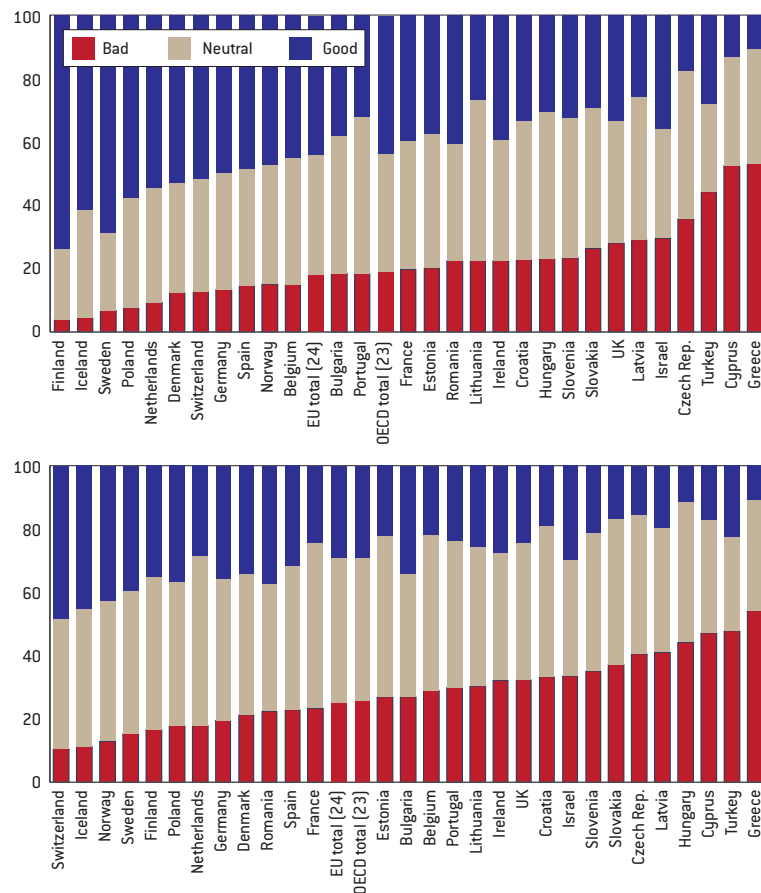 100
80
60
40
20
0
Bad Neutral Good
Finland
Iceland
Sweden
Poland
Netherlands
Denmark
Switzerland
Germany
Spain
Norway
Belgium
EU total (24)
Bulgaria
Portugal
OECD total (23)
France
Estonia
Romania
Lithuania
Ireland
Croatia
Hungary
Slovenia
Slovakia
UK
Latvia
Israel
Czech Rep.
Turkey
Cyprus
Greece
100
80
60
40
20
0
Switzerland
Iceland
Norway
Sweden
Finland
Poland
Netherlands
Germany
Denmark
Romania
Spain
France
EU total (24)
OECD total (23)
Estonia
Bulgaria
Belgium
Portugal
Lithuania
Ireland
UK
Croatia
Israel
Slovenia
Slovakia
Czech Rep.
Latvia
Hungary
Cyprus
Turkey
Greece